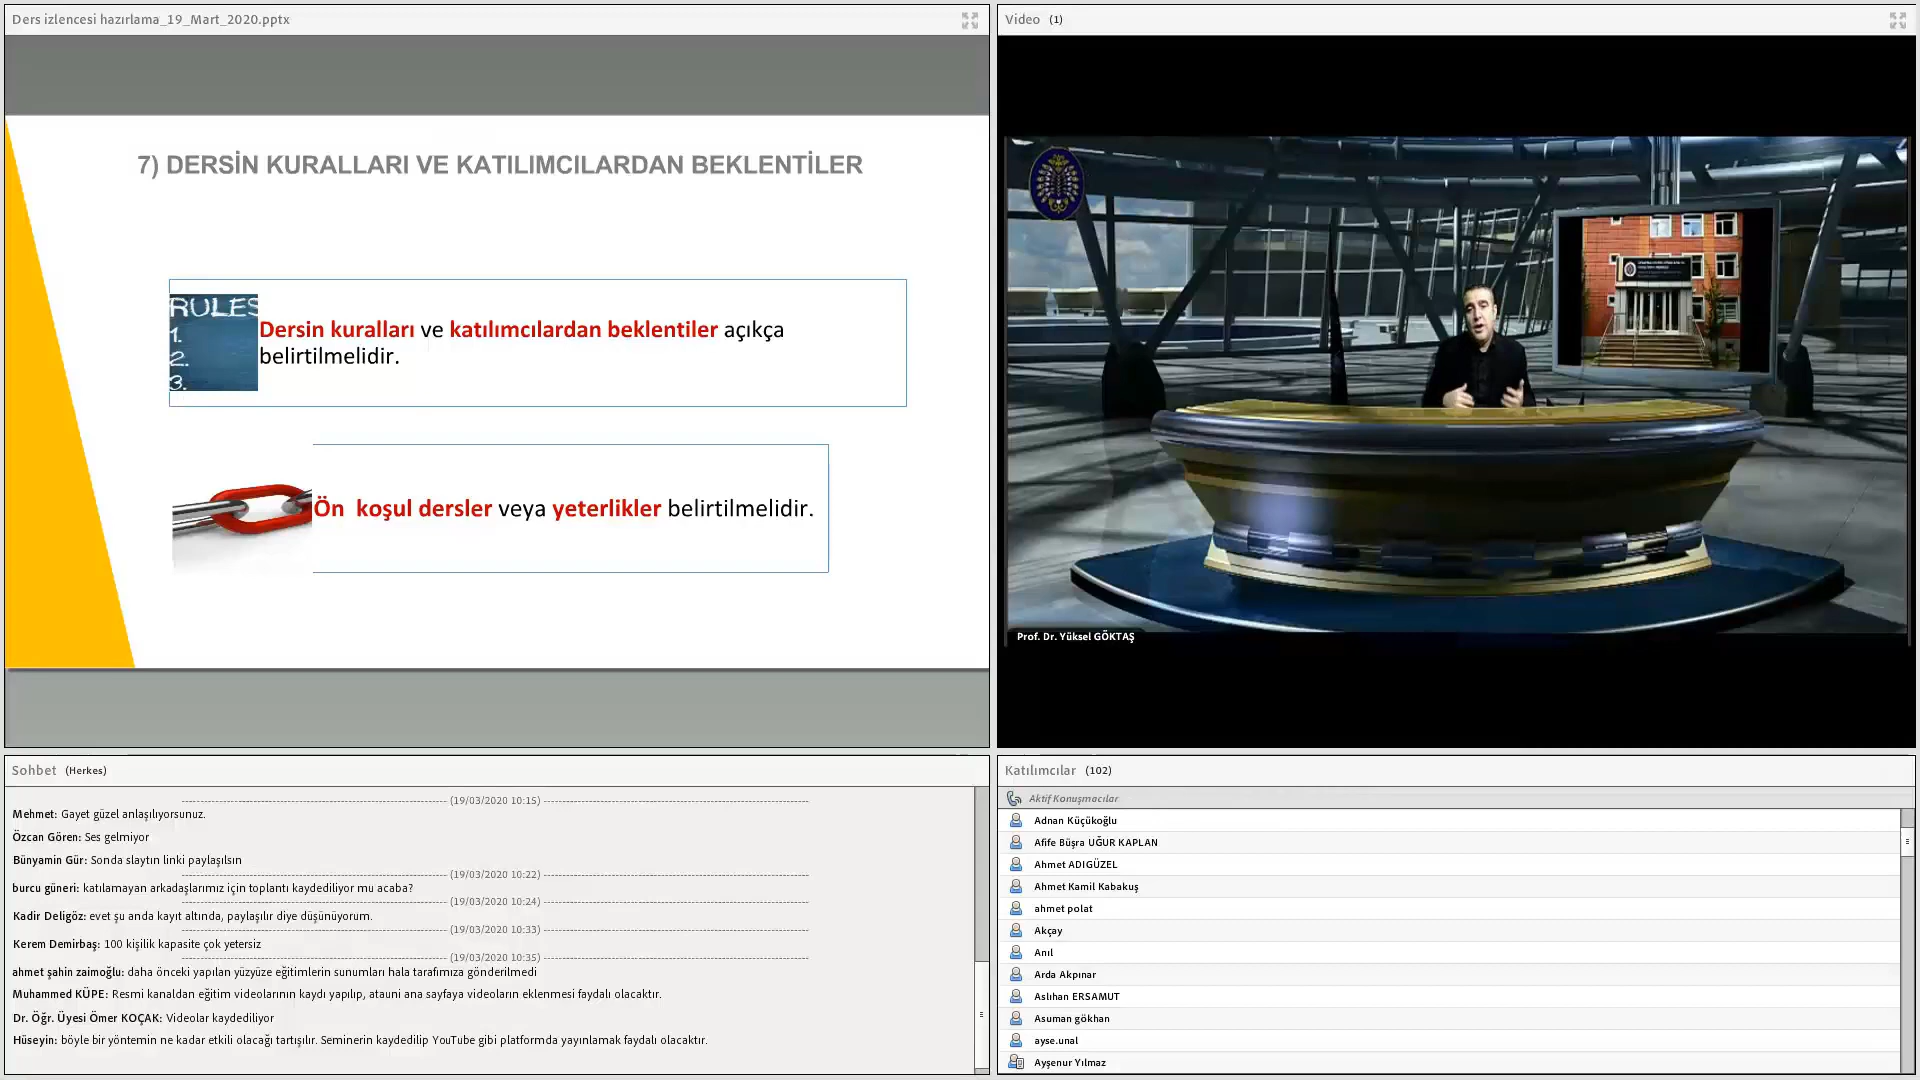 Ders izlencesi hazırlama_19_Mart_2020.pptx
7) DERSİN KURALLARI VE KATILIMCILARDAN BEKLENTİLER
RULES
1.
2.
3.
Dersin kuralları ve katılımcılardan beklentiler açıkça
belirtilmelidir.
Ön koşul dersler veya yeterlikler belirtilmelidir.
Video (1)
Prof. Dr. Yüksel GÖKTAŞ
Sohbet (Herkes)
(19/03/2020 10:15)
Mehmet: Gayet güzel anlaşılıyorsunuz.
Özcan Gören: Ses gelmiyor
Bünyamin Gür: Sonda slaytın linki paylaşılsın
(19/03/2020 10:22)
burcu güneri: katılamayan arkadaşlarımız için toplantı kaydediliyor mu acaba?
(19/03/2020 10:24)
Kadir Deligöz: evet şu anda kayıt altında, paylaşılır diye düşünüyorum.
(19/03/2020 10:33)
Kerem Demirbaş: 100 kişilik kapasite çok yetersiz
(19/03/2020 10:35)
ahmet şahin zaimoğlu: daha önceki yapılan yüzyüze eğitimlerin sunumları hala tarafımıza gönderilmedi
Muhammed KÜPE: Resmi kanaldan eğitim videolarının kaydı yapılıp, atauni ana sayfaya videoların eklenmesi faydalı olacaktır.
Dr. Öğr. Üyesi Ömer KOÇAK: Videolar kaydediliyor
Hüseyin: böyle bir yöntemin ne kadar etkili olacağı tartışılır. Seminerin kaydedilip YouTube gibi platformda yayınlamak faydalı olacaktır.
Katılımcılar (102)
Aktif Konuşmacılar
Adnan Küçükoğlu
Afife Büşra UĞUR KAPLAN
Ahmet ADIGÜZEL
Ahmet Kamil Kabakuş
ahmet polat
Akçay
Anıl
Arda Akpınar
Aslıhan ERSAMUT
Asuman gökhan
ayse.unal
Ayşenur Yılmaz